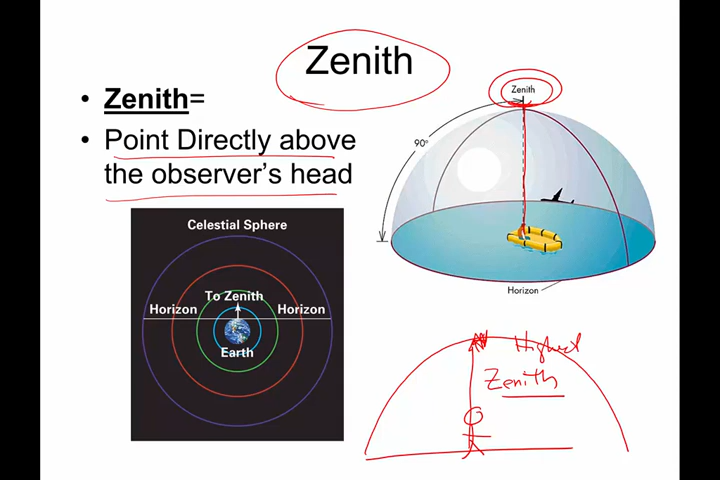 Zenith
• Zenith=
• Point Directly above
the observer's head
Zenith
90°
Horizon
Celestial Sphere
To Zenith
Horizon
Horizon
Earth
Highest
Zenith